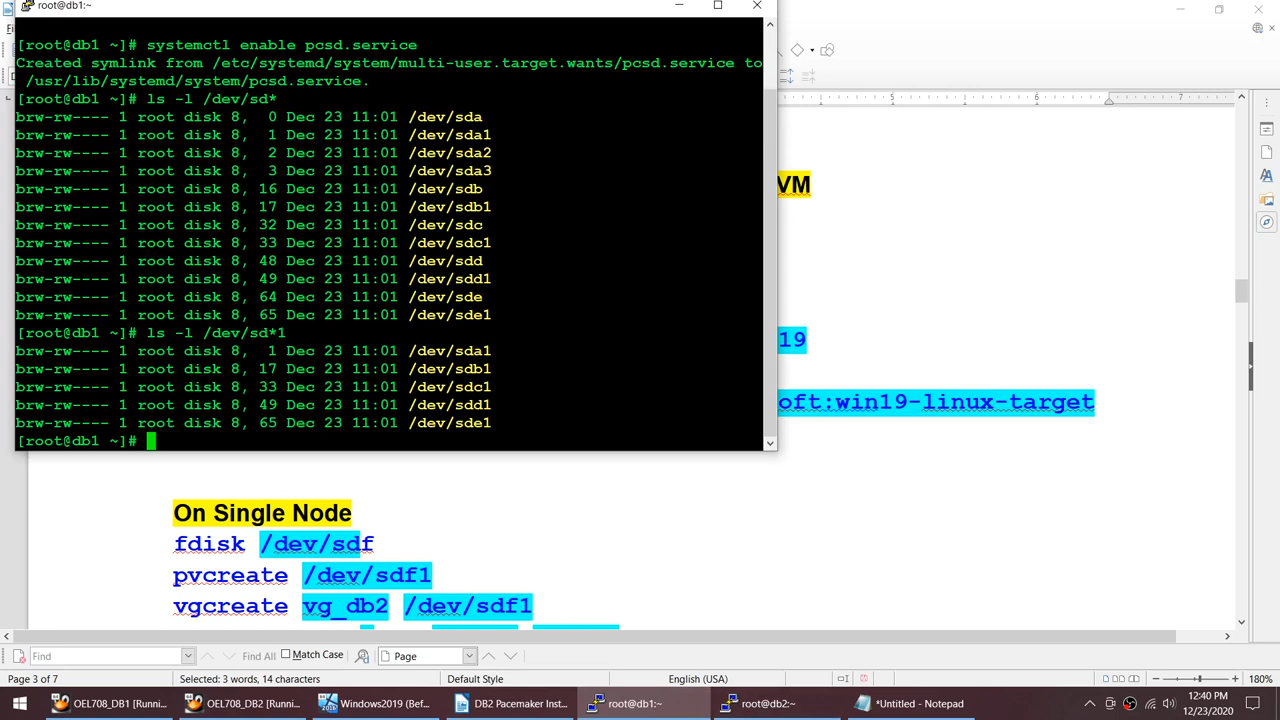 root@db1:~
[root@db1 ~]# systemctl enable pcsd.service
Created symlink from /etc/systemd/system/multi-user.target.wants/pcsd.service to
/usr/lib/systemd/system/pcsd.service.
[root@db1 ~]# ls -l /dev/sd*
brw-rw---- 1 root disk 8,  0 Dec 23 11:01 /dev/sda
brw-rw---- 1 root disk 8,  1 Dec 23 11:01 /dev/sda1
brw-rw---- 1 root disk 8,  2 Dec 23 11:01 /dev/sda2
brw-rw---- 1 root disk 8,  3 Dec 23 11:01 /dev/sda3
brw-rw---- 1 root disk 8, 16 Dec 23 11:01 /dev/sdb
brw-rw---- 1 root disk 8, 17 Dec 23 11:01 /dev/sdb1
brw-rw---- 1 root disk 8, 32 Dec 23 11:01 /dev/sdc
brw-rw---- 1 root disk 8, 33 Dec 23 11:01 /dev/sdc1
brw-rw---- 1 root disk 8, 48 Dec 23 11:01 /dev/sdd
brw-rw---- 1 root disk 8, 49 Dec 23 11:01 /dev/sdd1
brw-rw---- 1 root disk 8, 64 Dec 23 11:01 /dev/sde
brw-rw---- 1 root disk 8, 65 Dec 23 11:01 /dev/sde1
[root@db1 ~]# ls -l /dev/sd*1
brw-rw---- 1 root disk 8,  1 Dec 23 11:01 /dev/sda1
brw-rw---- 1 root disk 8, 17 Dec 23 11:01 /dev/sdb1
brw-rw---- 1 root disk 8, 33 Dec 23 11:01 /dev/sdc1
brw-rw---- 1 root disk 8, 49 Dec 23 11:01 /dev/sdd1
brw-rw---- 1 root disk 8, 65 Dec 23 11:01 /dev/sde1
[root@db1 ~]#
5 6 7
VM
19
oft:win19-linux-target
On Single Node
fdisk /dev/sdf
pvcreate /dev/sdf1
vgcreate vg_db2 /dev/sdf1
Find Find All Match Case Page
Page 3 of 7 Selected: 3 words, 14 characters Default Style English (USA) 180%
OEL708_DB1 [Runni... OEL708_DB2 [Runni... Windows2019 (Bef... DB2 Pacemaker Inst... root@db1:~ root@db2:~ *Untitled - Notepad
12:40 PM
12/23/2020